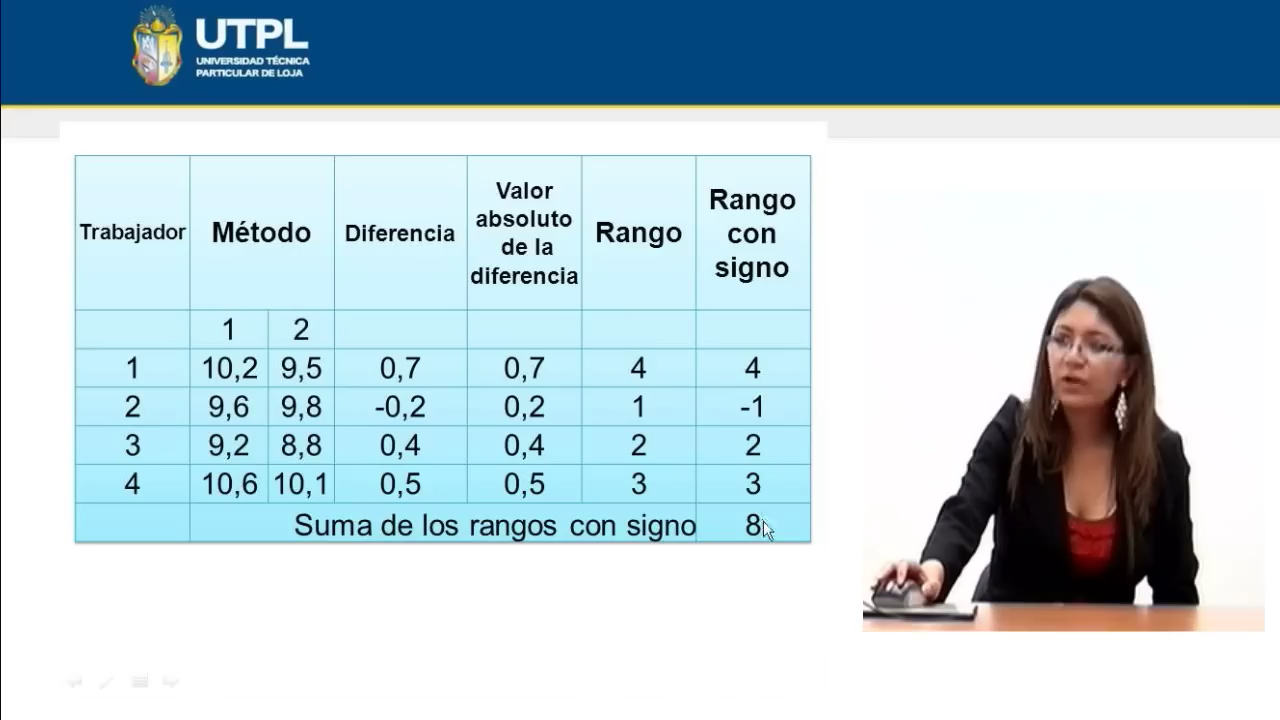 UTPL
UNIVERSIDAD TÉCNICA
PARTICULAR DE LOJA
Trabajador Método Diferencia Valor absoluto de la diferencia Rango Rango con signo
1 2
1 10,2 9,5 0,7 0,7 4 4
2 9,6 9,8 -0,2 0,2 1 -1
3 9,2 8,8 0,4 0,4 2 2
4 10,6 10,1 0,5 0,5 3 3
Suma de los rangos con signo 8